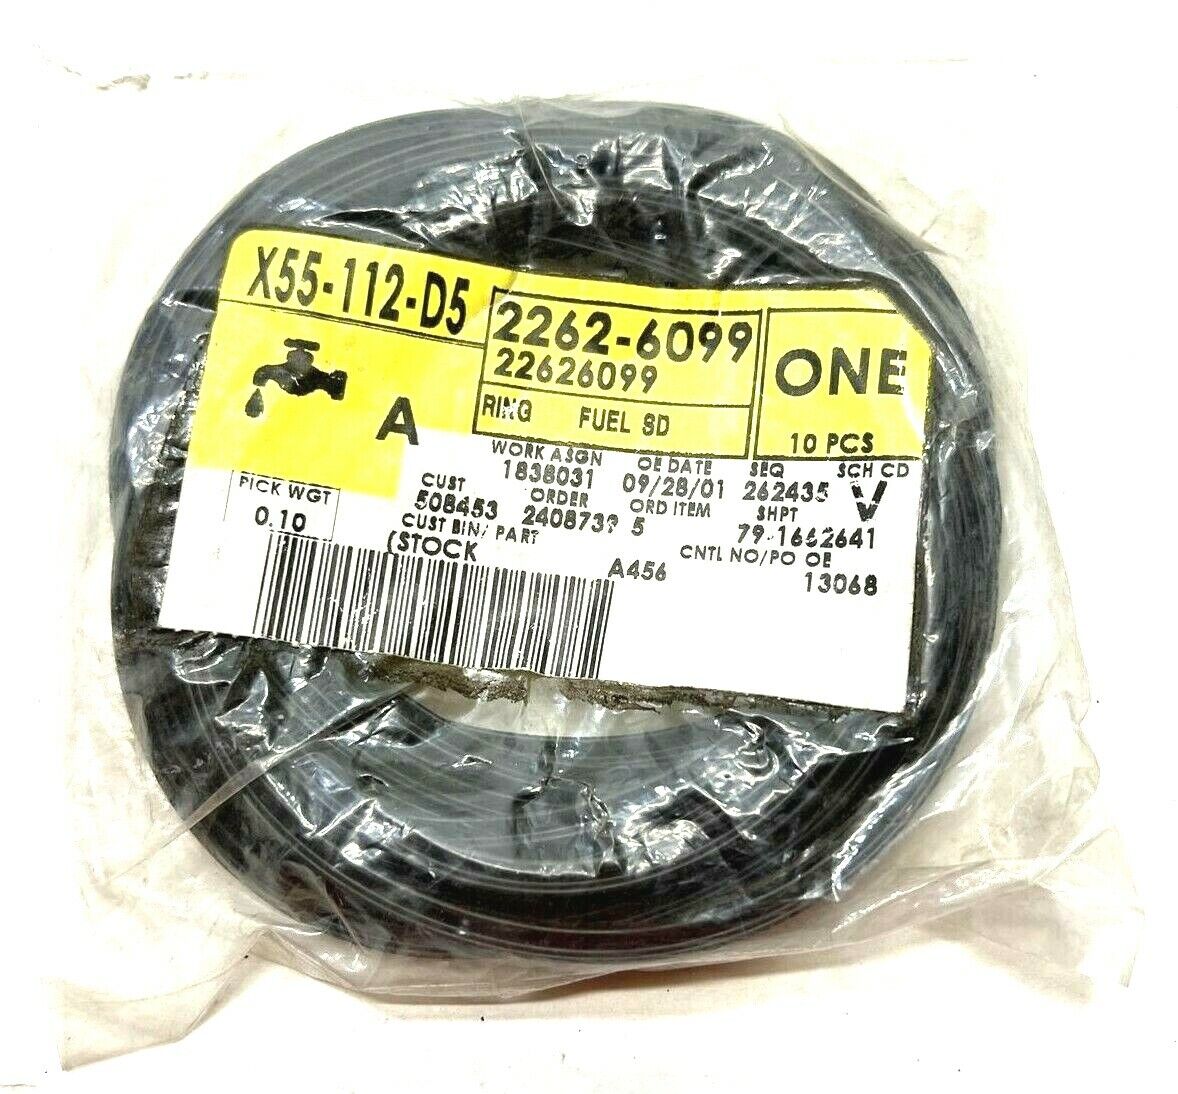 X55-112-D5
2262-6099
22626099
ONE
A
RING FUEL SD
10 PCS
WORK ASGN OE DATE SEQ SCH CD
1838031 09/28/01 262435 V
PICK WGT
0.10
CUST ORDER ORD ITEM SHPT
508453 2408739 5 79-1662641
CUST BIN/ PART CNTL NO/PO OE
(STOCK A456 13068